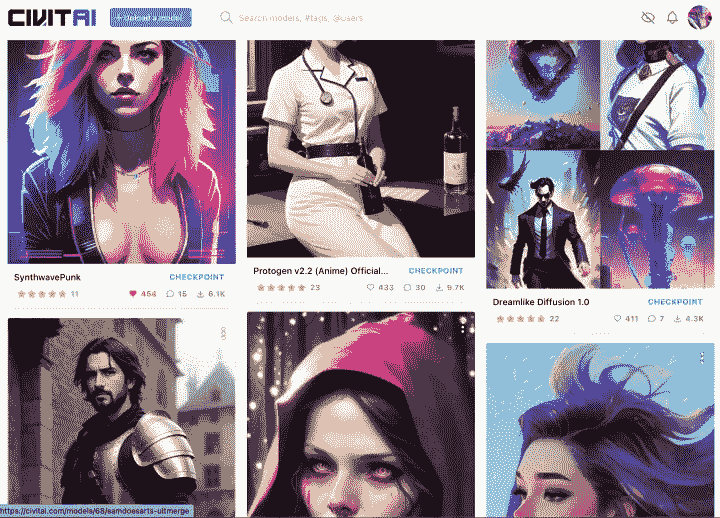 CIVITAI
+ Upload a model
Search models, #tags, @users
SynthwavePunk
CHECKPOINT
11
454
15
6.1K
Protogen v2.2 (Anime) Official...
CHECKPOINT
23
433
30
9.7K
Dreamlike Diffusion 1.0
CHECKPOINT
22
411
7
4.3K
https://civitai.com/models/68/samdoesarts-ultmerge